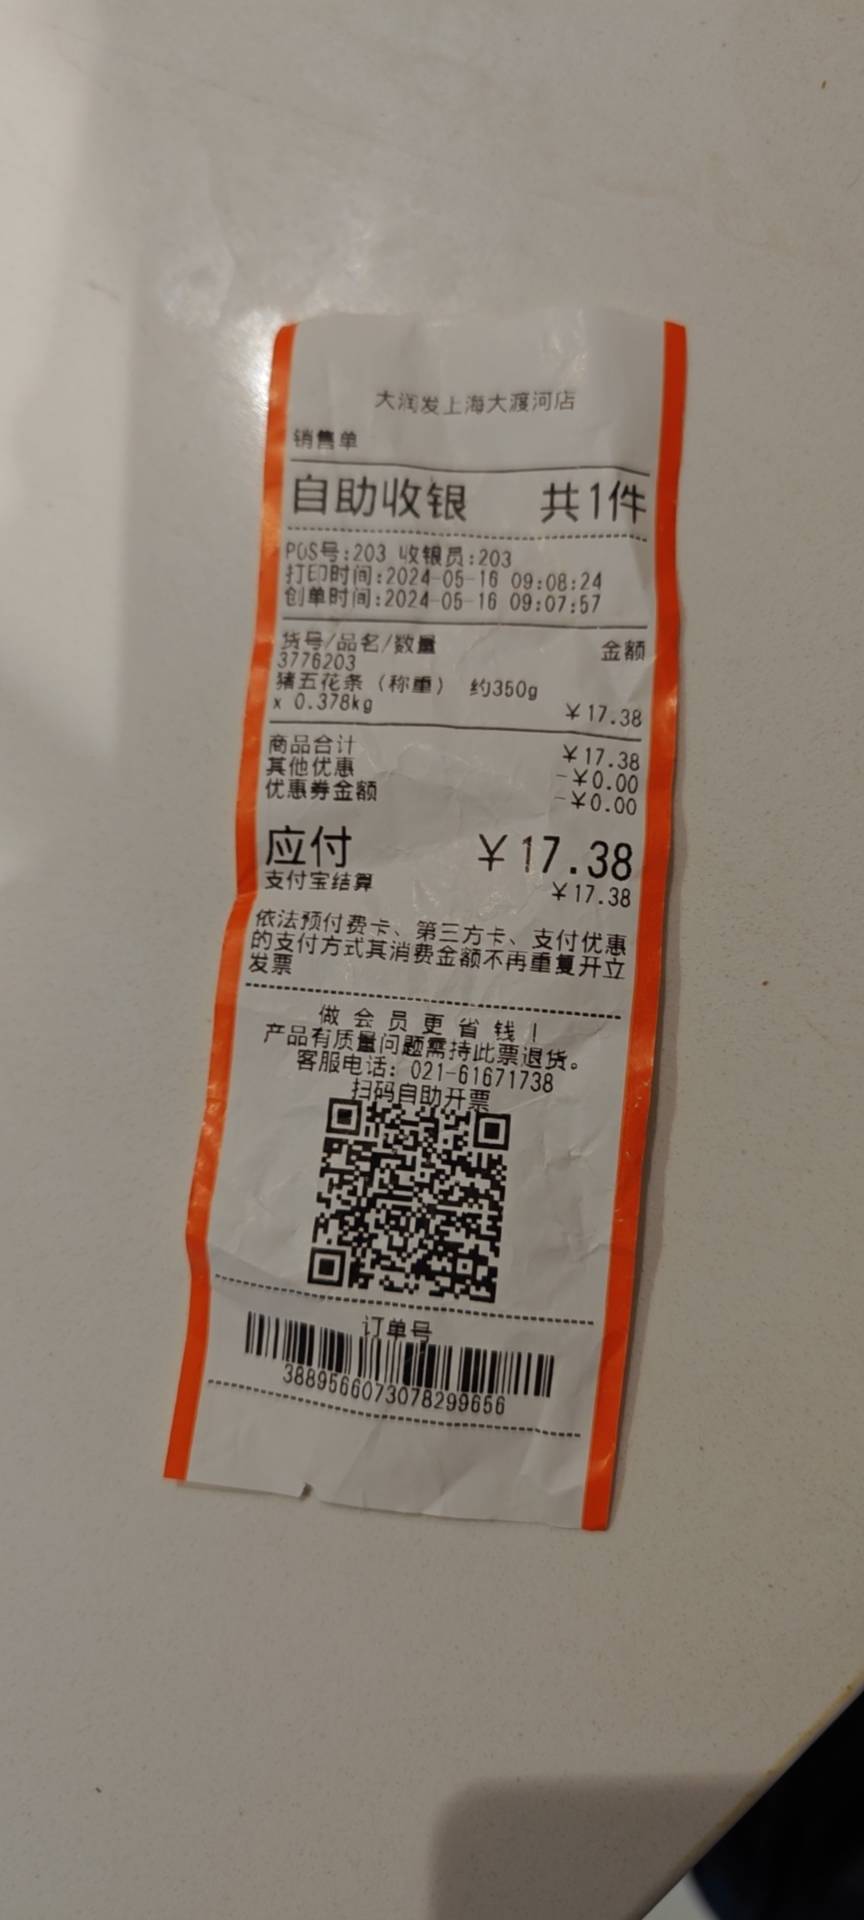 大润发上海大渡河店
销售单
自助收银 共1件
POS号:203 收银员:203
打印时间:2024-05-16 09:08:24
创单时间:2024-05-16 09:07:57
货号/品名/数量 金额
3776203
猪五花条（称重） 约350g
x 0.378kg ￥17.38
商品合计 ￥17.38
其他优惠 -￥0.00
优惠券金额 -￥0.00
应付 ￥17.38
支付宝结算 ￥17.38
依法预付费卡、第三方卡、支付优惠
的支付方式其消费金额不再重复开立
发票
做会员更省钱！
产品有质量问题需持此票退货。
客服电话：021-61671738
扫码自助开票
订单号
3889566073078299656